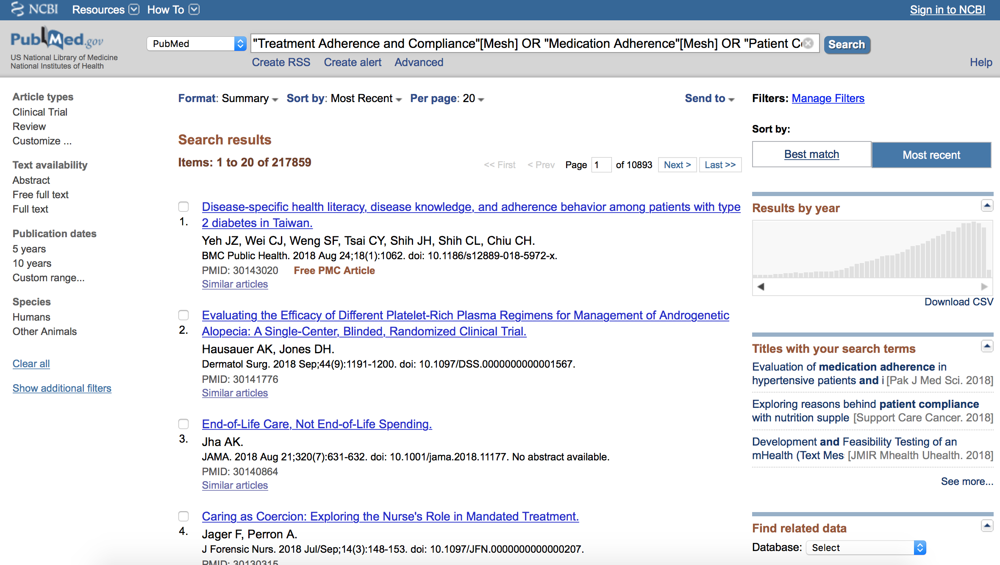 NCBI Resources How To Sign in to NCBI
PubMed.gov
US National Library of Medicine
National Institutes of Health
PubMed
"Treatment Adherence and Compliance"[Mesh] OR "Medication Adherence"[Mesh] OR "Patient C
Search
Create RSS Create alert Advanced
Help
Article types
Clinical Trial
Review
Customize ...
Text availability
Abstract
Free full text
Full text
Publication dates
5 years
10 years
Custom range...
Species
Humans
Other Animals
Clear all
Show additional filters
Format: Summary Sort by: Most Recent Per page: 20
Send to
Search results
Items: 1 to 20 of 217859
<< First < Prev Page 1 of 10893 Next > Last >>
1.
Disease-specific health literacy, disease knowledge, and adherence behavior among patients with type
2 diabetes in Taiwan.
Yeh JZ, Wei CJ, Weng SF, Tsai CY, Shih JH, Shih CL, Chiu CH.
BMC Public Health. 2018 Aug 24;18(1):1062. doi: 10.1186/s12889-018-5972-x.
PMID: 30143020 Free PMC Article
Similar articles
2.
Evaluating the Efficacy of Different Platelet-Rich Plasma Regimens for Management of Androgenetic
Alopecia: A Single-Center, Blinded, Randomized Clinical Trial.
Hausauer AK, Jones DH.
Dermatol Surg. 2018 Sep;44(9):1191-1200. doi: 10.1097/DSS.0000000000001567.
PMID: 30141776
Similar articles
3.
End-of-Life Care, Not End-of-Life Spending.
Jha AK.
JAMA. 2018 Aug 21;320(7):631-632. doi: 10.1001/jama.2018.11177. No abstract available.
PMID: 30140864
Similar articles
4.
Caring as Coercion: Exploring the Nurse's Role in Mandated Treatment.
Jager F, Perron A.
J Forensic Nurs. 2018 Jul/Sep;14(3):148-153. doi: 10.1097/JFN.0000000000000207.
PMID: 30130315
Filters: Manage Filters
Sort by:
Best match Most recent
Results by year
Download CSV
Titles with your search terms
Evaluation of medication adherence in
hypertensive patients and i [Pak J Med Sci. 2018]
Exploring reasons behind patient compliance
with nutrition supple [Support Care Cancer. 2018]
Development and Feasibility Testing of an
mHealth (Text Mes [JMIR Mhealth Uhealth. 2018]
See more...
Find related data
Database: Select